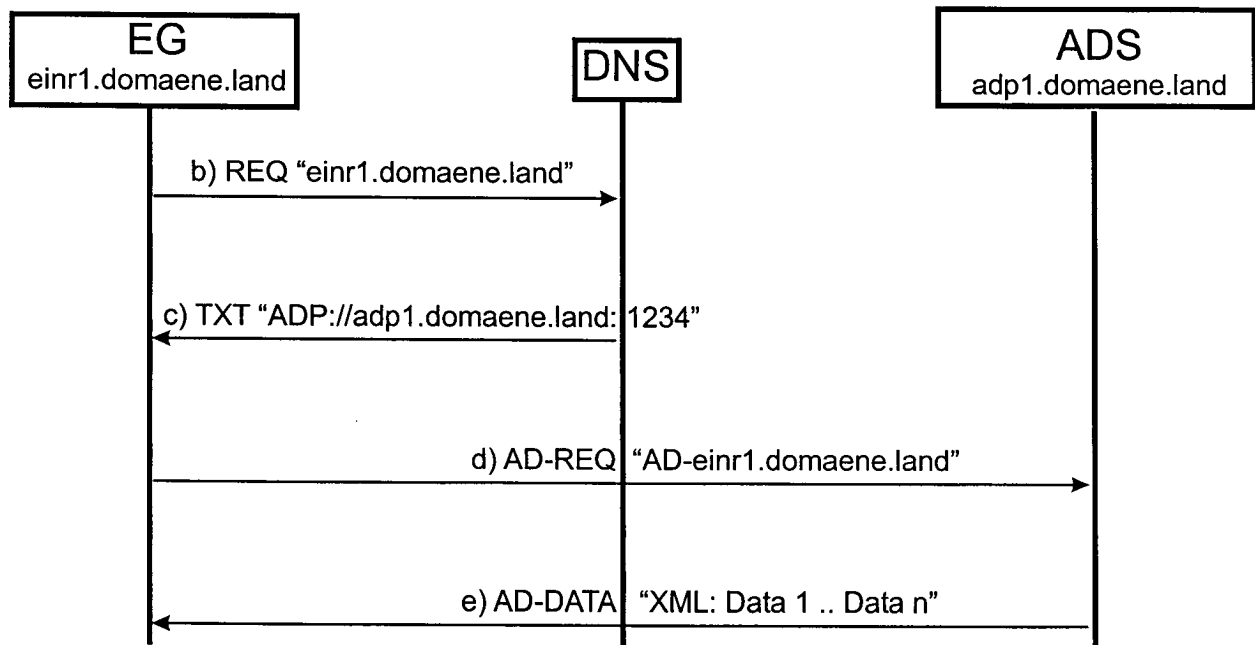 EG
einr1.domaene.land
DNS
ADS
adp1.domaene.land
b) REQ “einr1.domaene.land”
c) TXT “ADP://adp1.domaene.land: 1234”
d) AD-REQ “AD-einr1.domaene.land”
e) AD-DATA “XML: Data 1 .. Data n”